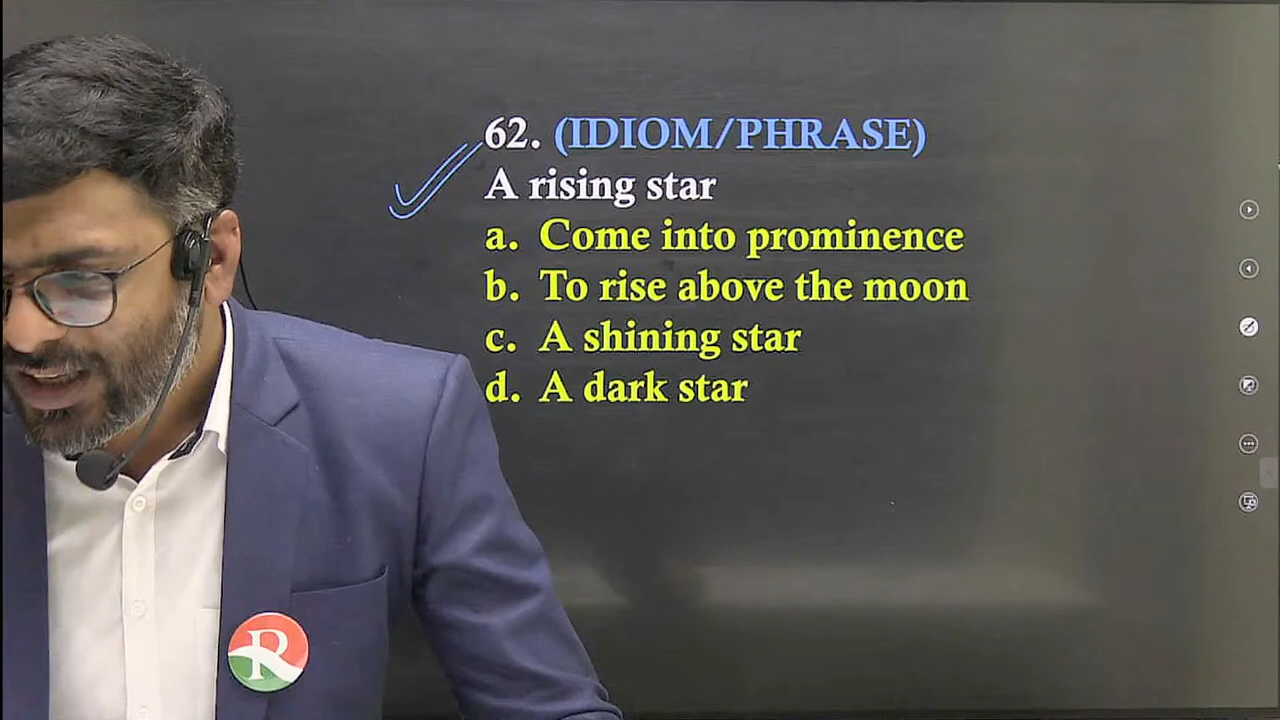 62. (IDIOM/PHRASE)
A rising star
a. Come into prominence
b. To rise above the moon
c. A shining star
d. A dark star
R